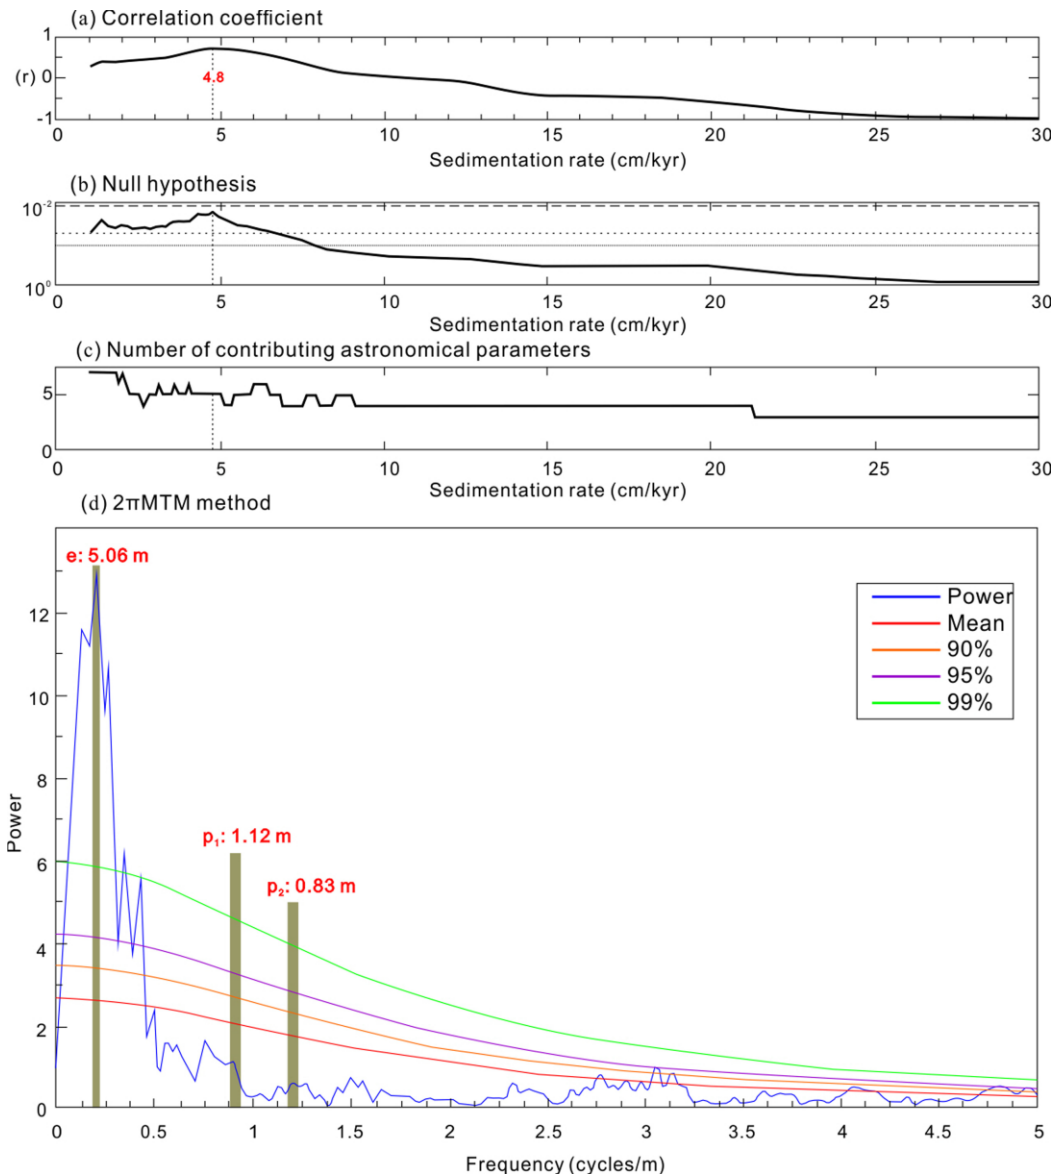 (a) Correlation coefficient
1
(r) 0
-1
4.8
0 5 10 15 20 25 30
Sedimentation rate (cm/kyr)
(b) Null hypothesis
10⁻²
10⁰
0 5 10 15 20 25 30
Sedimentation rate (cm/kyr)
(c) Number of contributing astronomical parameters
5
0
0 5 10 15 20 25 30
Sedimentation rate (cm/kyr)
(d) 2πMTM method
e: 5.06 m
p₁: 1.12 m
p₂: 0.83 m
Power
Mean
90%
95%
99%
12
10
8
6
4
2
0
Power
0 0.5 1 1.5 2 2.5 3 3.5 4 4.5 5
Frequency (cycles/m)